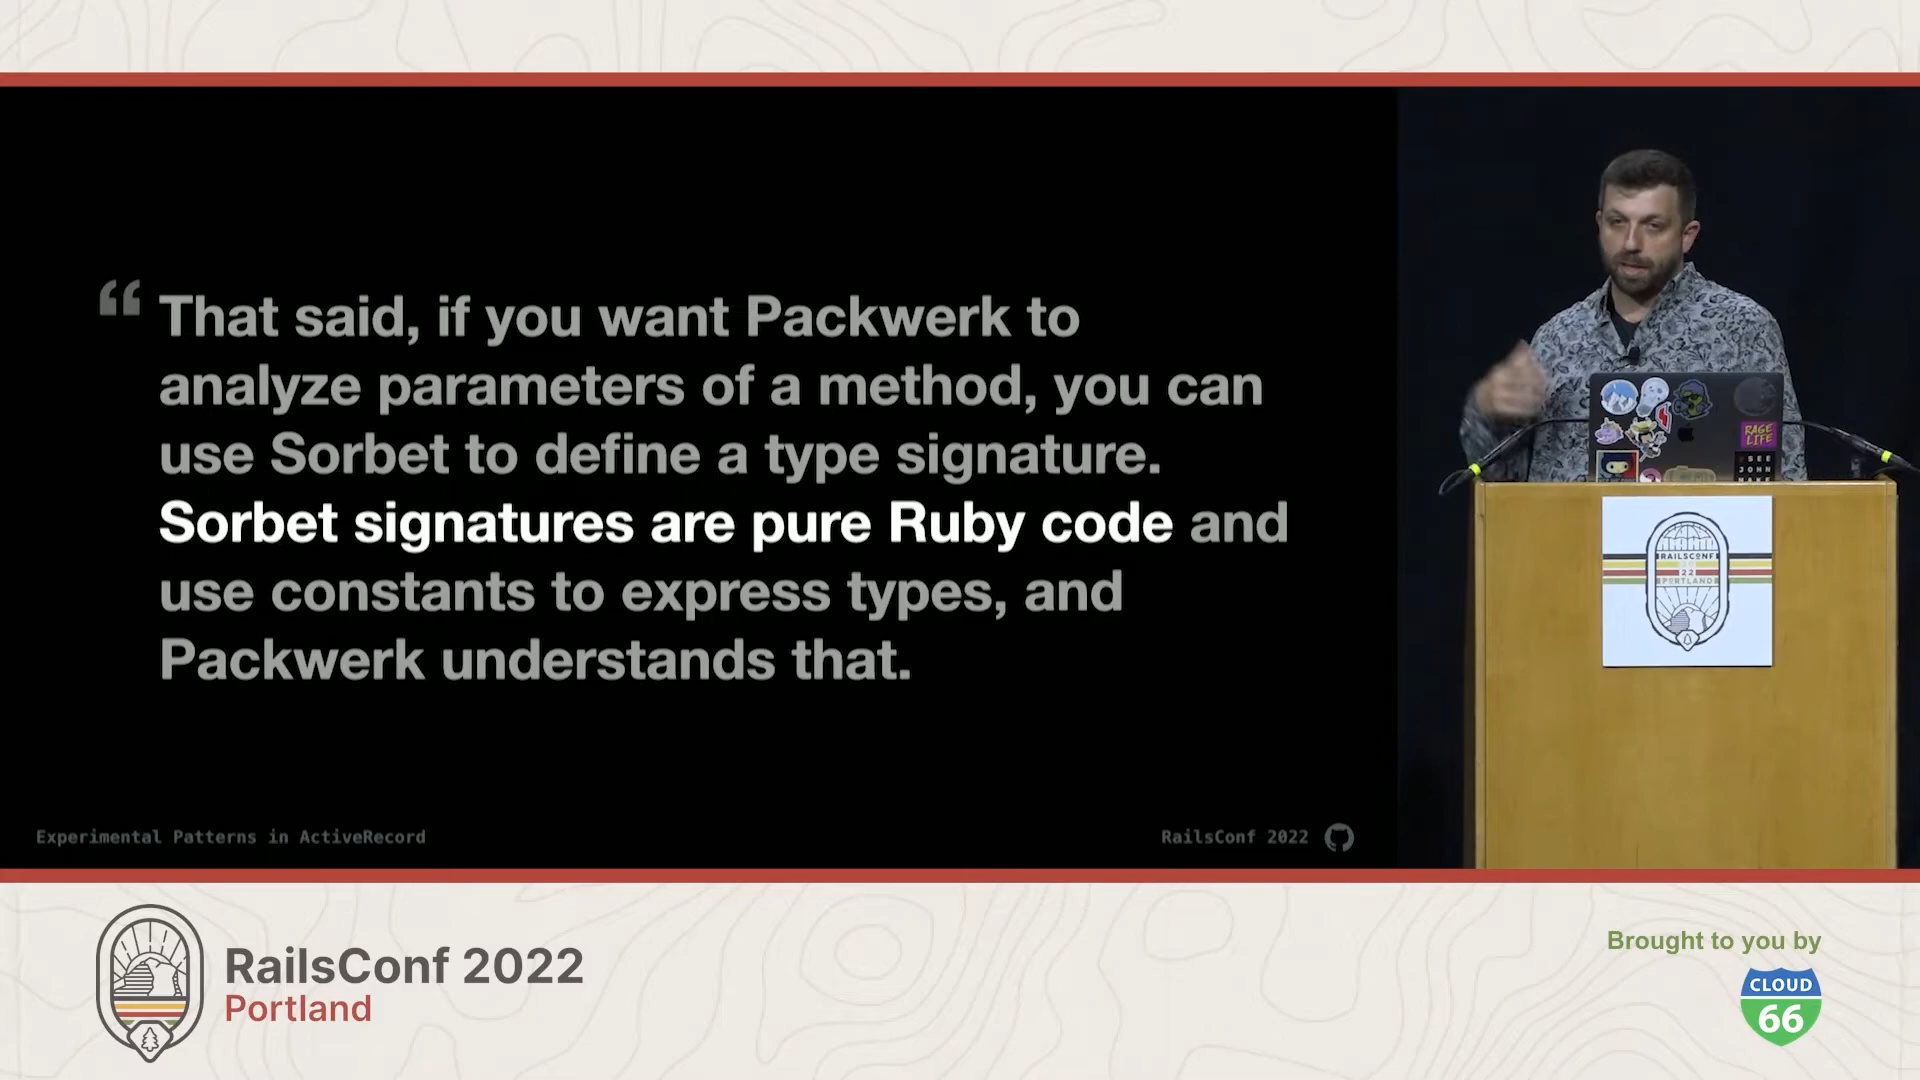 “ That said, if you want Packwerk to
analyze parameters of a method, you can
use Sorbet to define a type signature.
Sorbet signatures are pure Ruby code and
use constants to express types, and
Packwerk understands that.
Experimental Patterns in ActiveRecord
RailsConf 2022
RAGE
LIFE
SEE
JOHN
RAILSCONF
22
PORTLAND
RailsConf 2022
Portland
Brought to you by
CLOUD
66